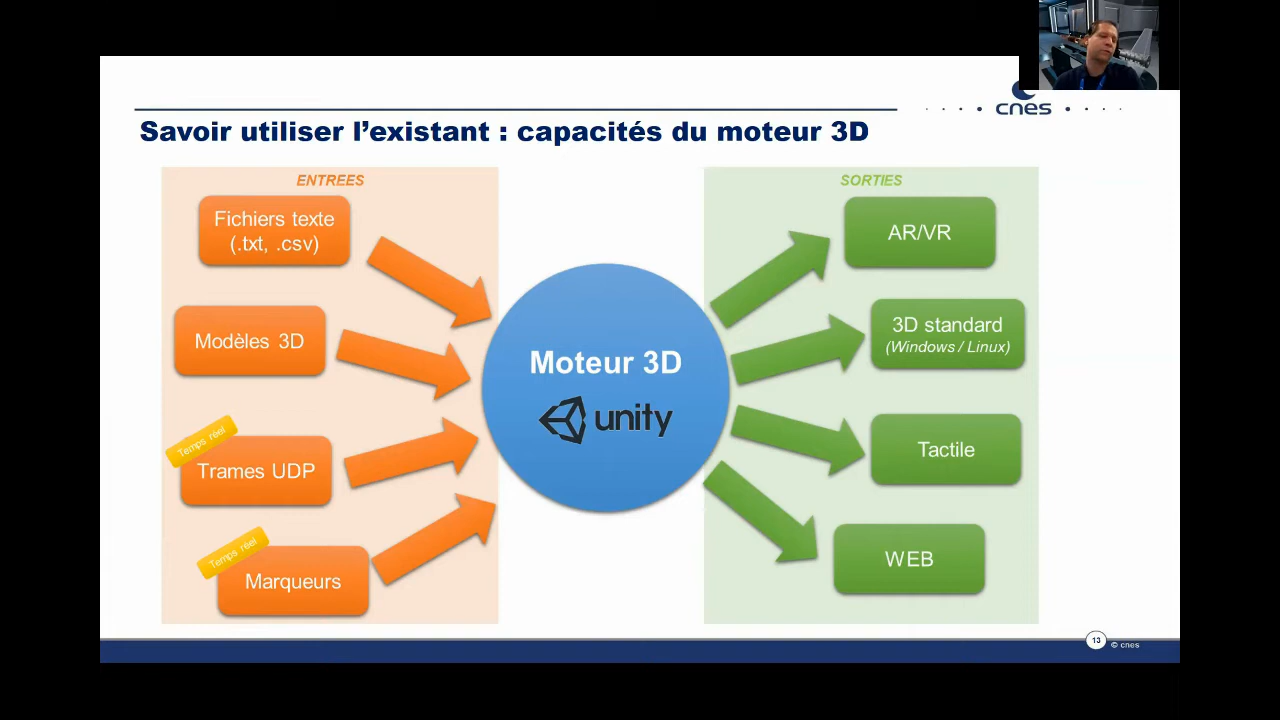 cnes
Savoir utiliser l’existant : capacités du moteur 3D
ENTREES
Fichiers texte
(.txt, .csv)
Modèles 3D
Temps réel
Trames UDP
Temps réel
Marqueurs
Moteur 3D
unity
SORTIES
AR/VR
3D standard
(Windows / Linux)
Tactile
WEB
13
© cnes